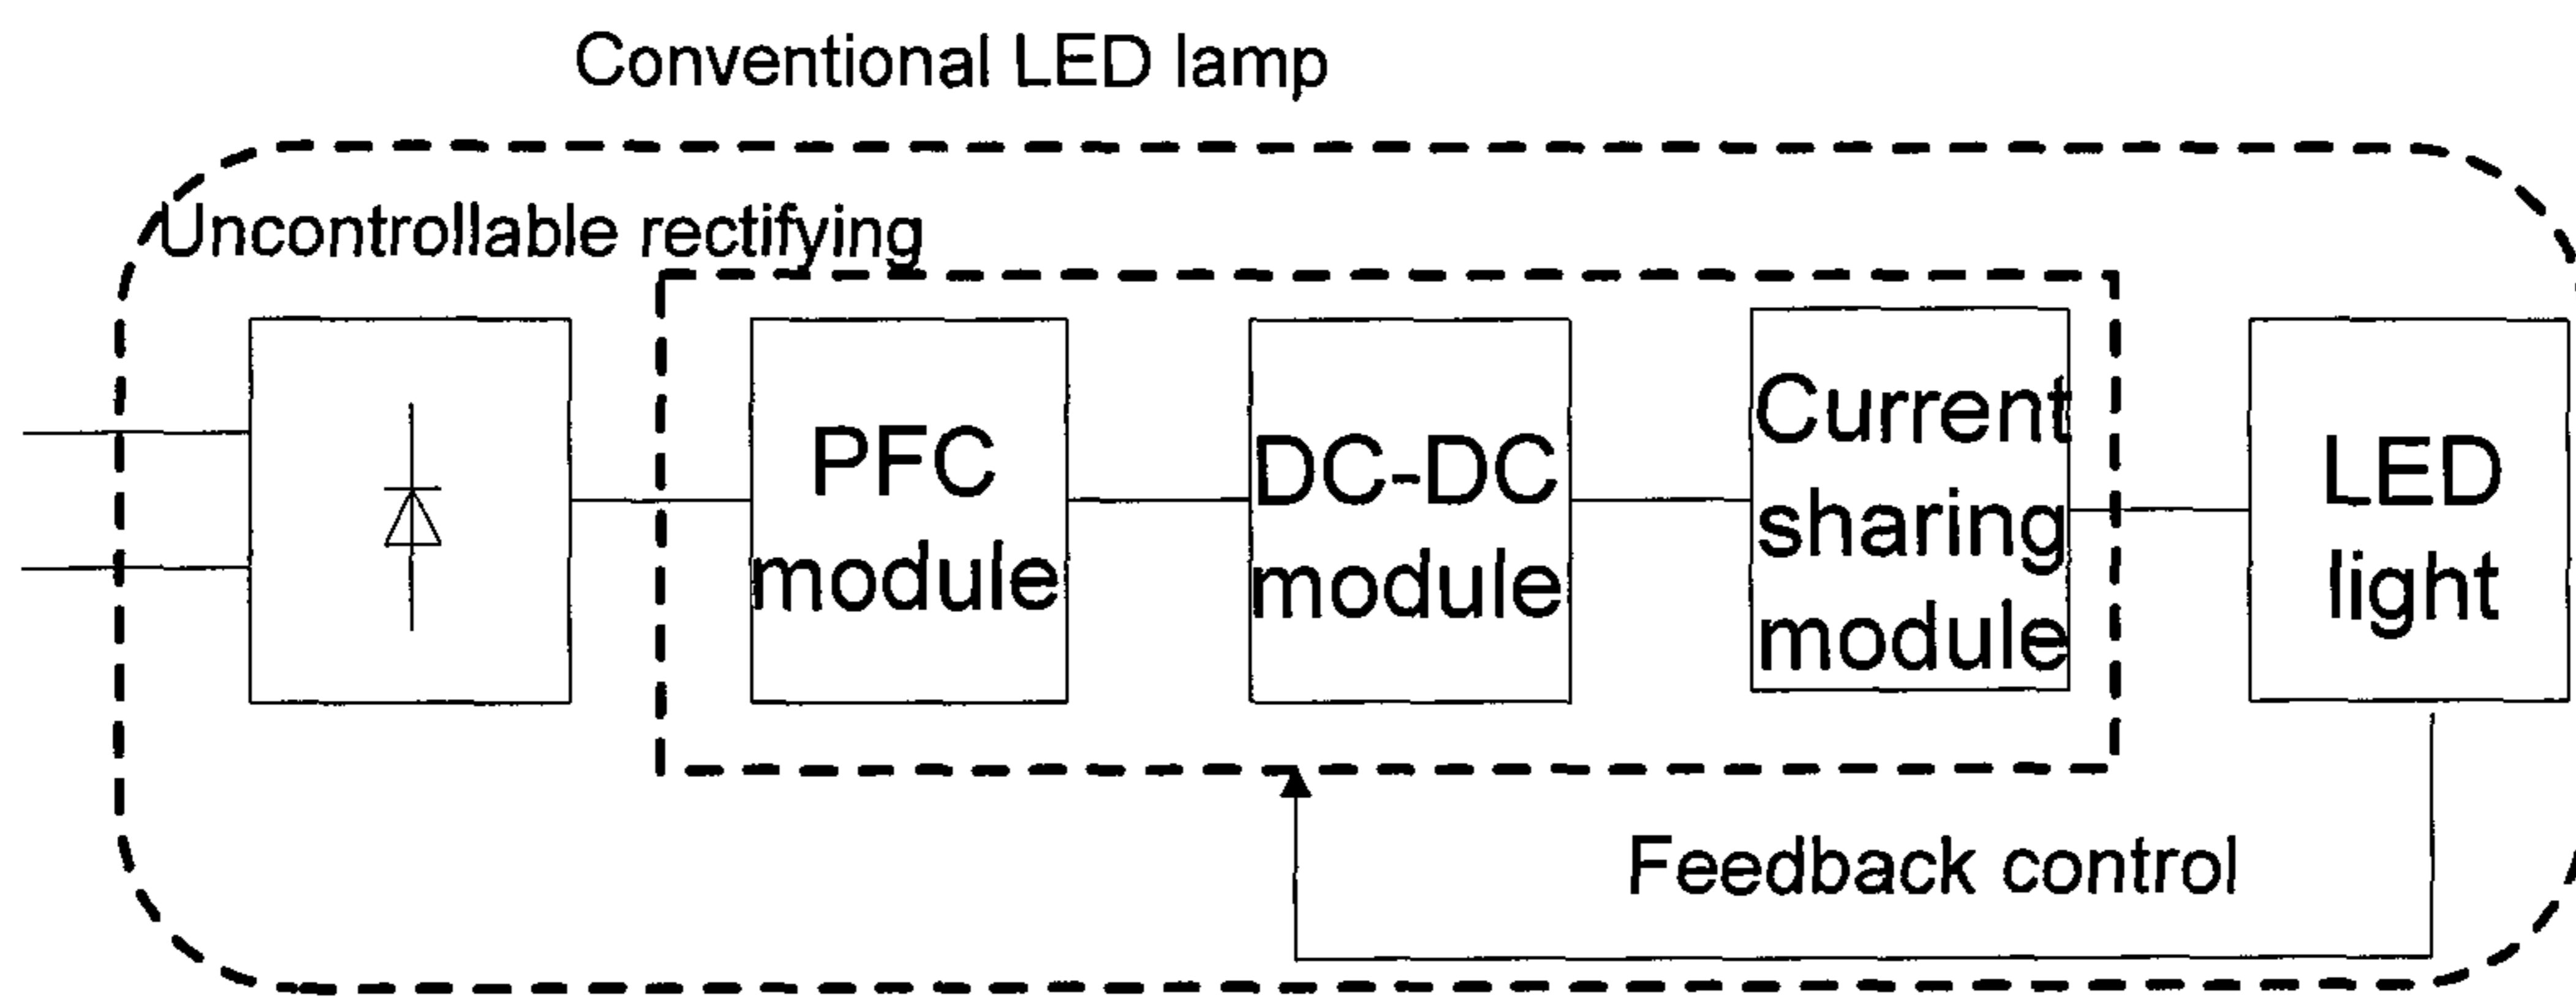 Conventional LED lamp
Uncontrollable rectifying
PFC
module
DC-DC
module
Current
sharing
module
LED
light
Feedback control